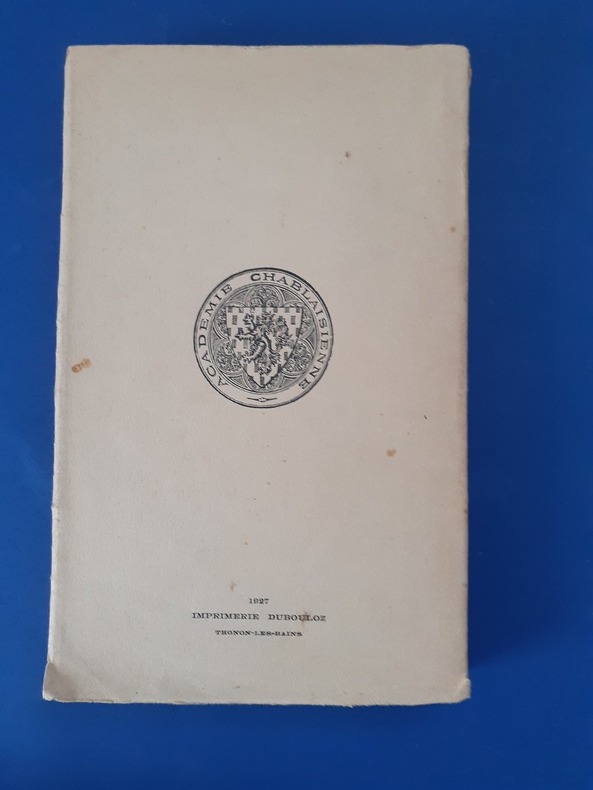 ACADEMIE CHABLAISIENNE
1927
IMPRIMERIE DUBOULOZ
THONON-LES-BAINS